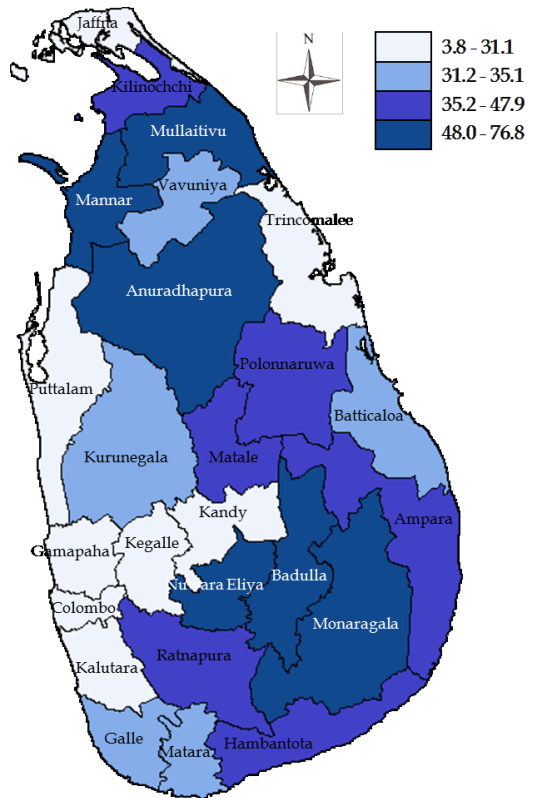 Jaffna
N
3.8 - 31.1
31.2 - 35.1
35.2 - 47.9
48.0 - 76.8
Kilinochchi
Mullaitivu
Vavuniya
Mannar
Trincomalee
Anuradhapura
Polonnaruwa
Puttalam
Batticaloa
Kurunegala
Matale
Kandy
Ampara
Kegalle
Gamapaha
Badulla
Nuwara Eliya
Colombo
Monaragala
Ratnapura
Kalutara
Galle
Matara
Hambantota